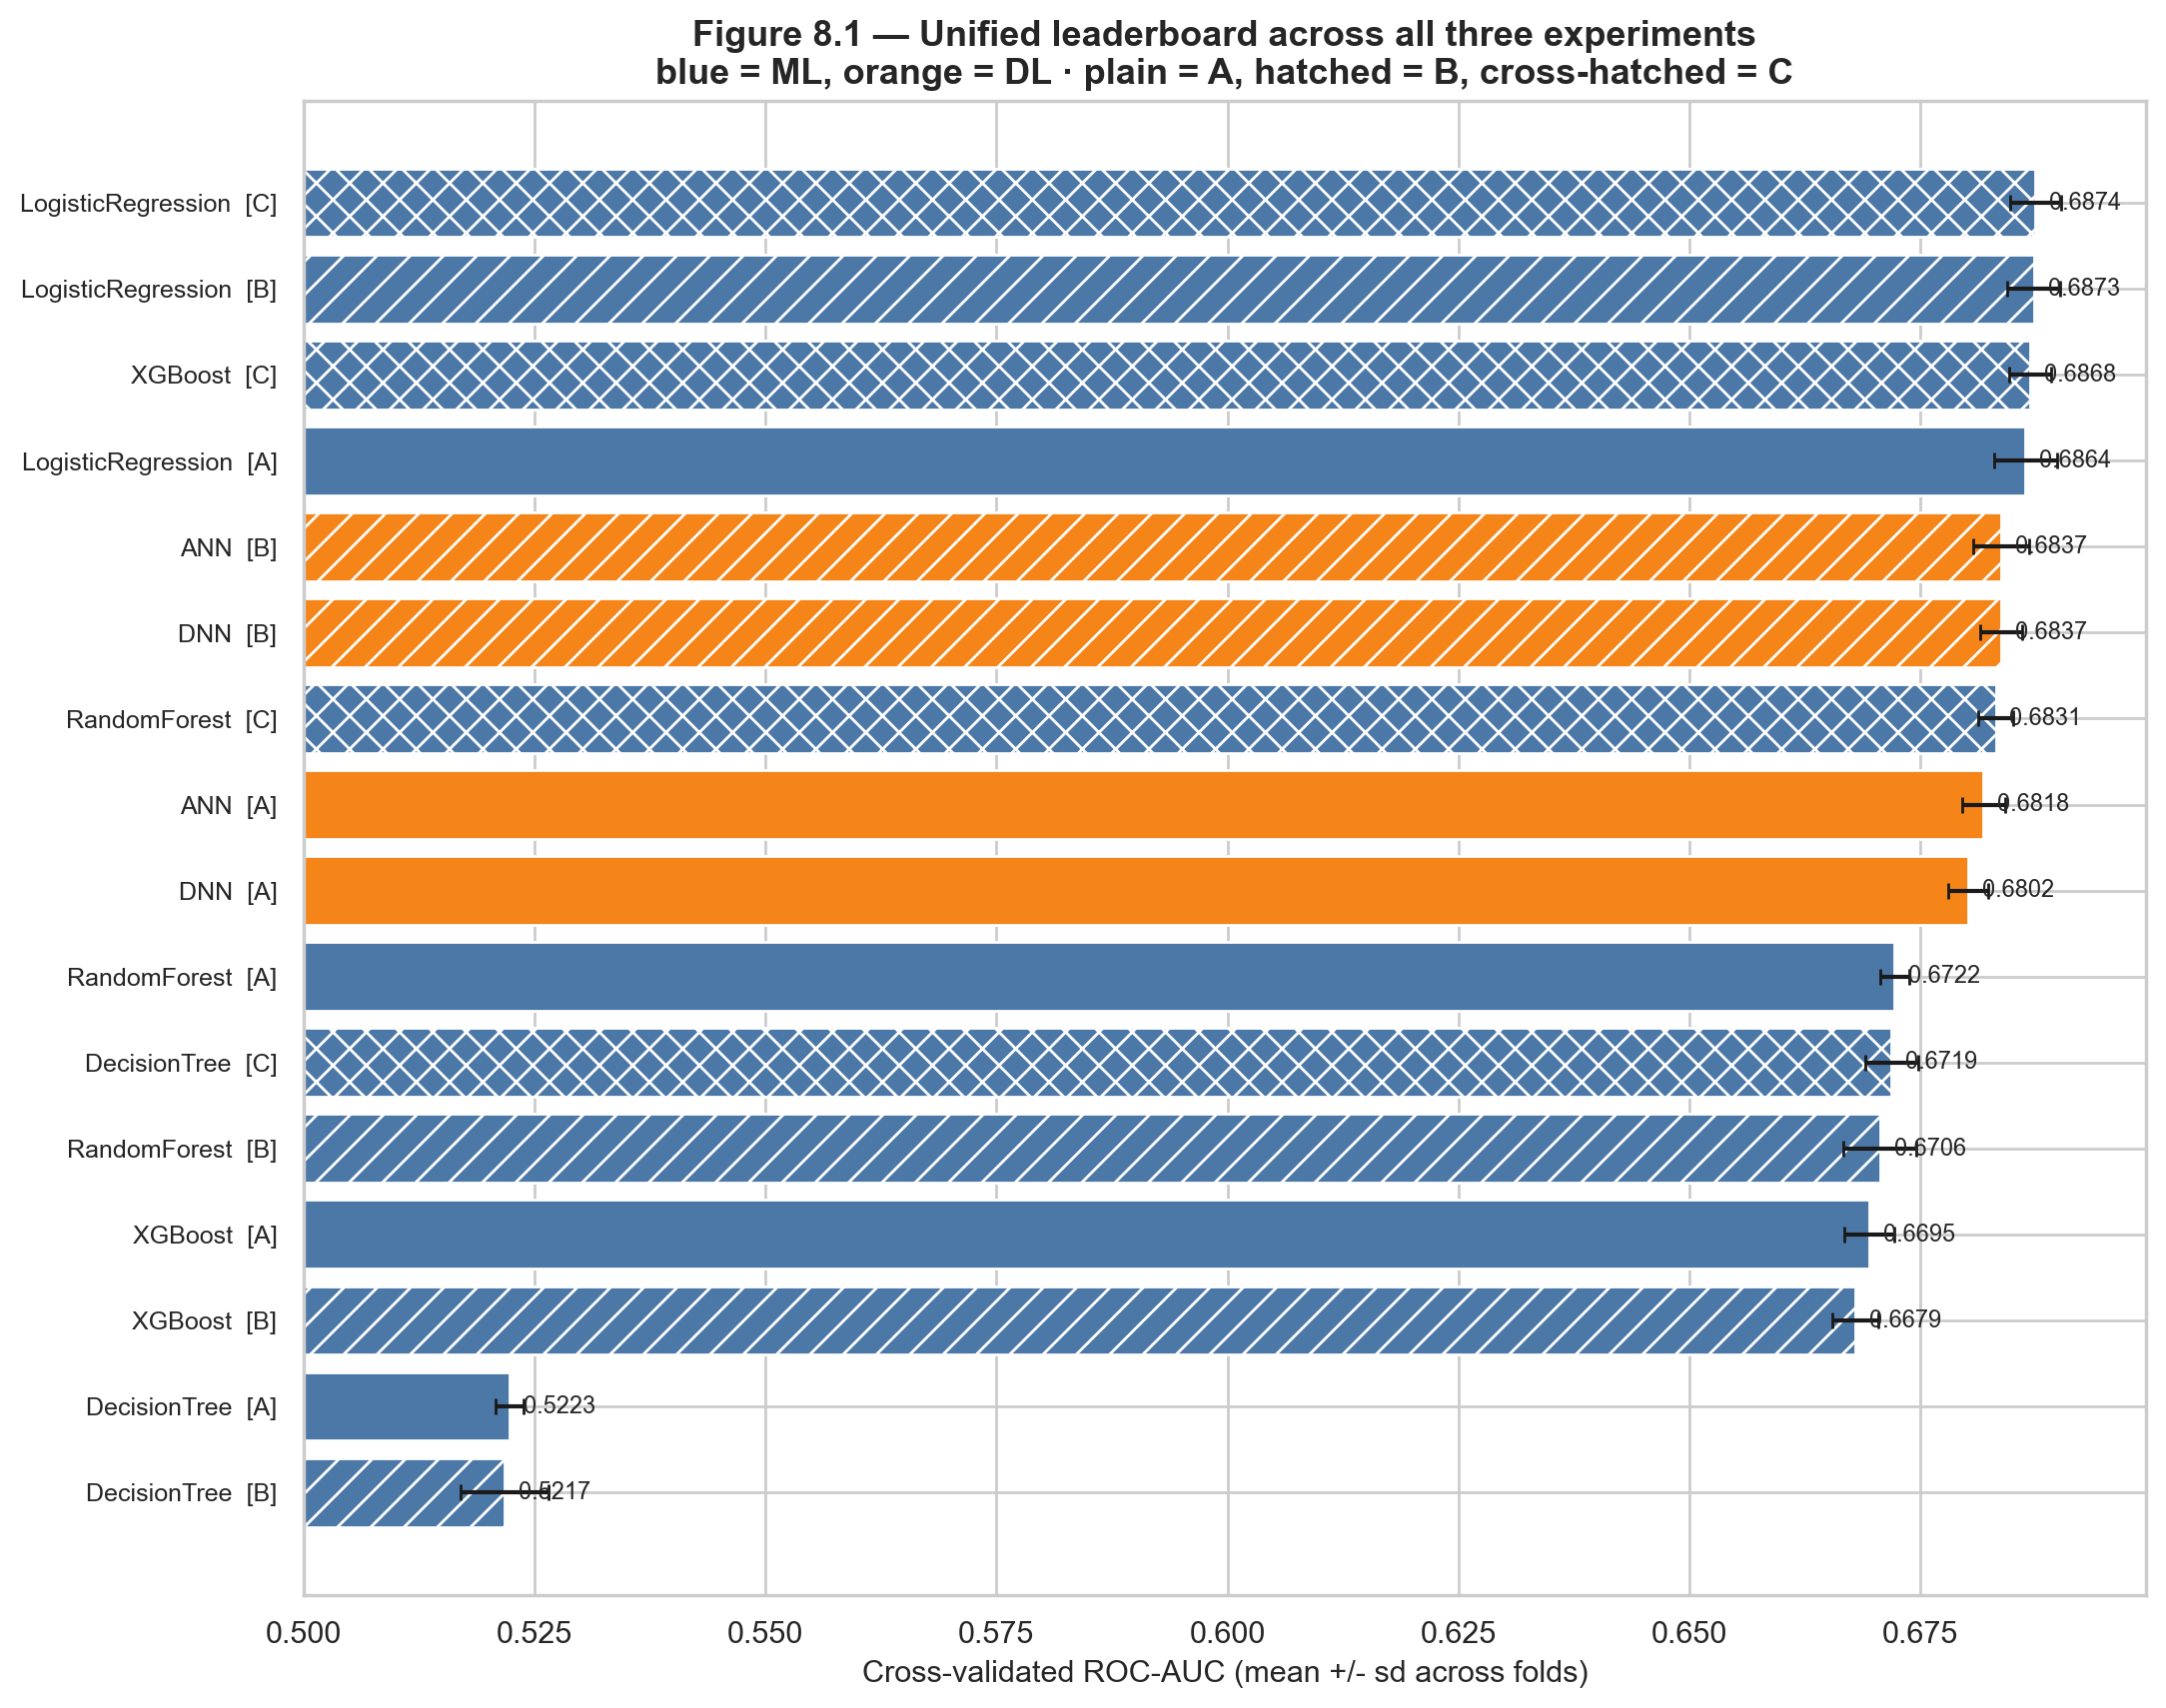 Figure 8.1 — Unified leaderboard across all three experiments
blue = ML, orange = DL · plain = A, hatched = B, cross-hatched = C
LogisticRegression [C] 0.6874
LogisticRegression [B] 0.6873
XGBoost [C] 0.6868
LogisticRegression [A] 0.6864
ANN [B] 0.6837
DNN [B] 0.6837
RandomForest [C] 0.6831
ANN [A] 0.6818
DNN [A] 0.6802
RandomForest [A] 0.6722
DecisionTree [C] 0.6719
RandomForest [B] 0.6706
XGBoost [A] 0.6695
XGBoost [B] 0.6679
DecisionTree [A] 0.5223
DecisionTree [B] 0.5217
0.500 0.525 0.550 0.575 0.600 0.625 0.650 0.675
Cross-validated ROC-AUC (mean +/- sd across folds)